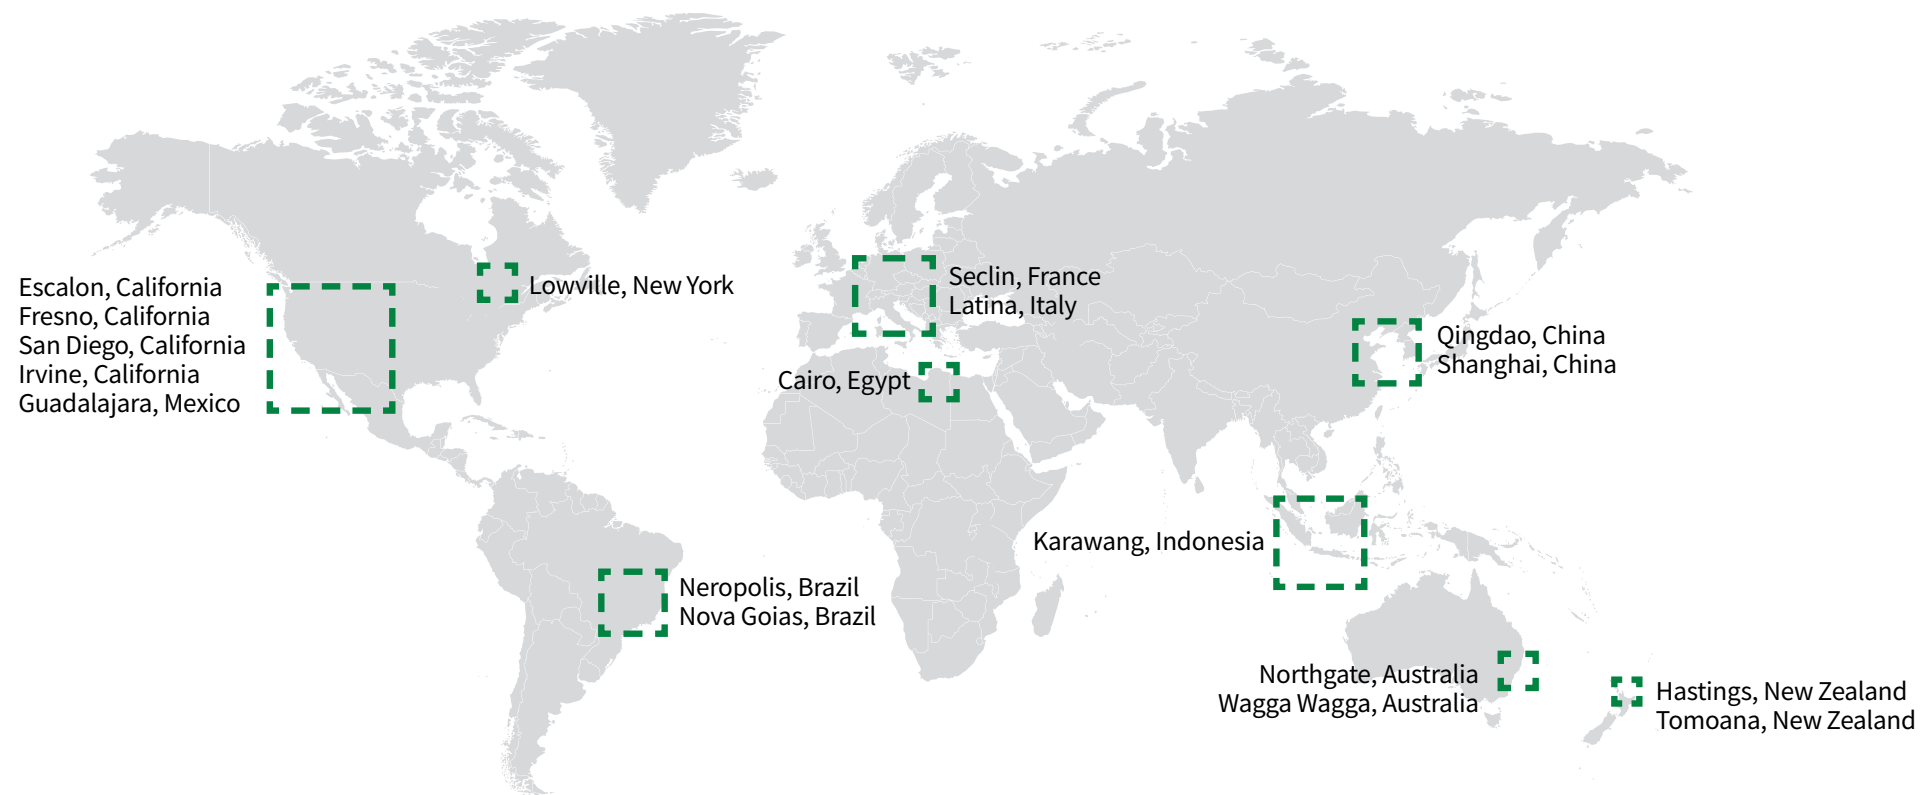 Escalon, California
Fresno, California
San Diego, California
Irvine, California
Guadalajara, Mexico
Lowville, New York
Seclin, France
Latina, Italy
Cairo, Egypt
Qingdao, China
Shanghai, China
Karawang, Indonesia
Neropolis, Brazil
Nova Goias, Brazil
Northgate, Australia
Wagga Wagga, Australia
Hastings, New Zealand
Tomoana, New Zealand